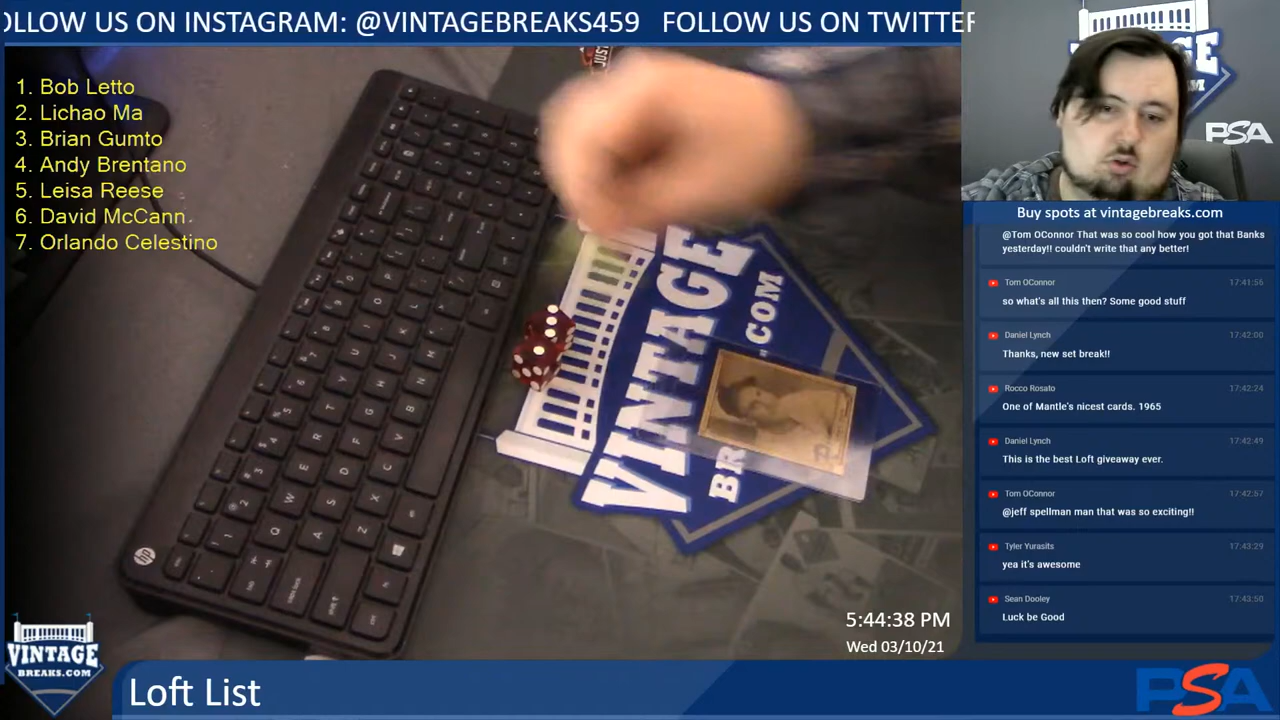 OLLOW US ON INSTAGRAM: @VINTAGEBREAKS459 FOLLOW US ON TWITTER
1. Bob Letto
2. Lichao Ma
3. Brian Gumto
4. Andy Brentano
5. Leisa Reese
6. David McCann
7. Orlando Celestino
JUST
VINTAGE
BR
.COM
hp
PSA
Buy spots at vintagebreaks.com
@Tom OConnor That was so cool how you got that Banks
yesterday!! couldn't write that any better!
Tom OConnor 17:41:56
so what's all this then? Some good stuff
Daniel Lynch 17:42:00
Thanks, new set break!!
Rocco Rosato 17:42:24
One of Mantle's nicest cards. 1965
Daniel Lynch 17:42:49
This is the best Loft giveaway ever.
Tom OConnor 17:42:57
@jeff spellman man that was so exciting!!
Tyler Yurasits 17:43:29
yea it's awesome
Sean Dooley 17:43:50
Luck be Good
5:44:38 PM
Wed 03/10/21
VINTAGE
BREAKS.COM
Loft List
PSA